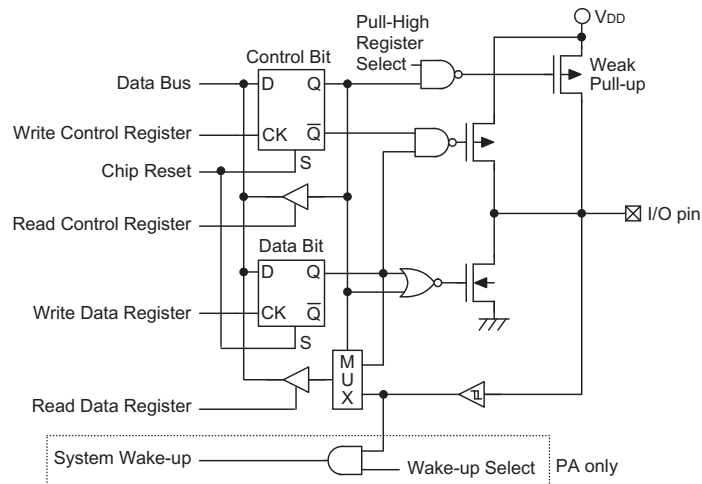 VDD
Pull-High
Register
Select
Control Bit
Weak
Pull-up
Data Bus
D
Q
Write Control Register
CK
Q
Chip Reset
S
I/O pin
Read Control Register
Data Bit
D
Q
Write Data Register
CK
Q
S
M
U
X
Read Data Register
System Wake-up
Wake-up Select
PA only